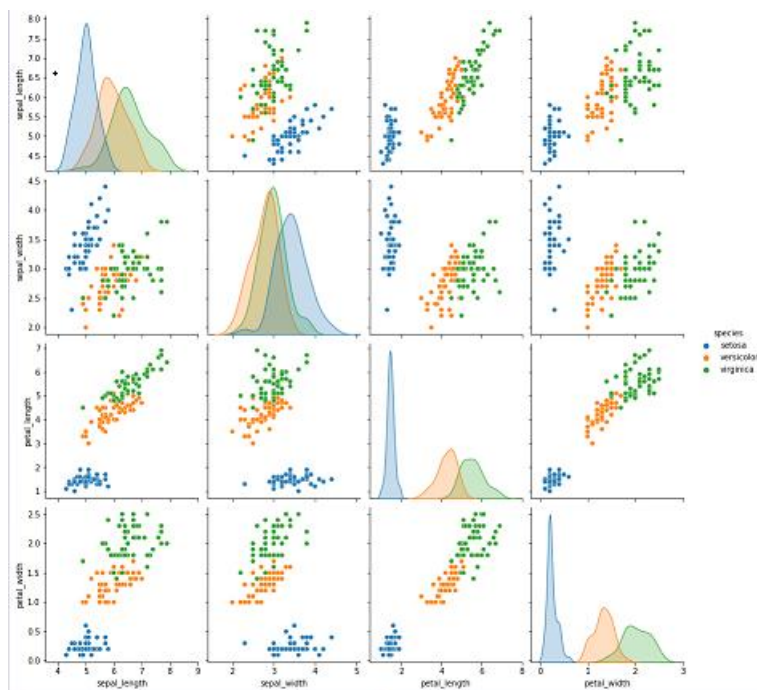 8.0
7.5
7.0
6.5
6.0
5.5
5.0
4.5
sepal_length
4.5
4.0
3.5
3.0
2.5
2.0
sepal_width
species
setosa
versicolor
virginica
7
6
5
4
3
2
1
petal_length
2.5
2.0
1.5
1.0
0.5
0.0
petal_width
4 5 6 7 8 9
sepal_length
2 3 4 5
sepal_width
2 4 6 8
petal_length
0 1 2 3
petal_width